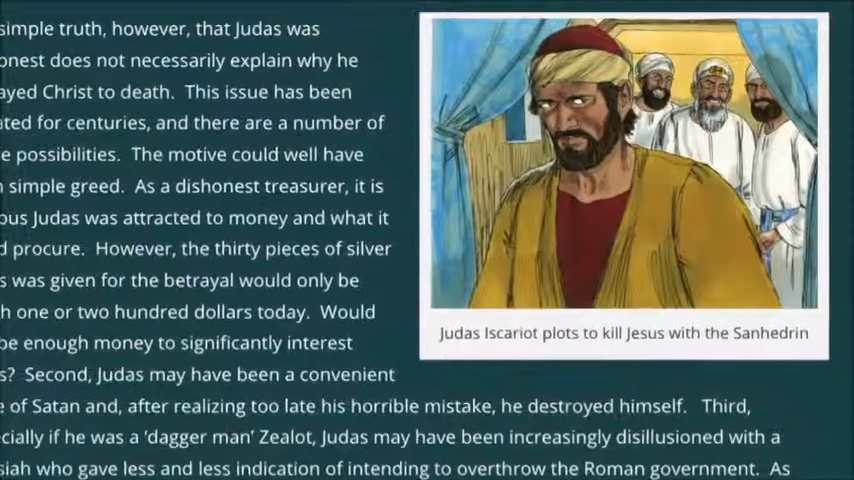 simple truth, however, that Judas was
onest does not necessarily explain why he
ayed Christ to death. This issue has been
ated for centuries, and there are a number of
e possibilities. The motive could well have
n simple greed. As a dishonest treasurer, it is
ous Judas was attracted to money and what it
d procure. However, the thirty pieces of silver
s was given for the betrayal would only be
h one or two hundred dollars today. Would
be enough money to significantly interest
s? Second, Judas may have been a convenient
e of Satan and, after realizing too late his horrible mistake, he destroyed himself. Third,
ecially if he was a ‘dagger man’ Zealot, Judas may have been increasingly disillusioned with a
siah who gave less and less indication of intending to overthrow the Roman government. As
Judas Iscariot plots to kill Jesus with the Sanhedrin